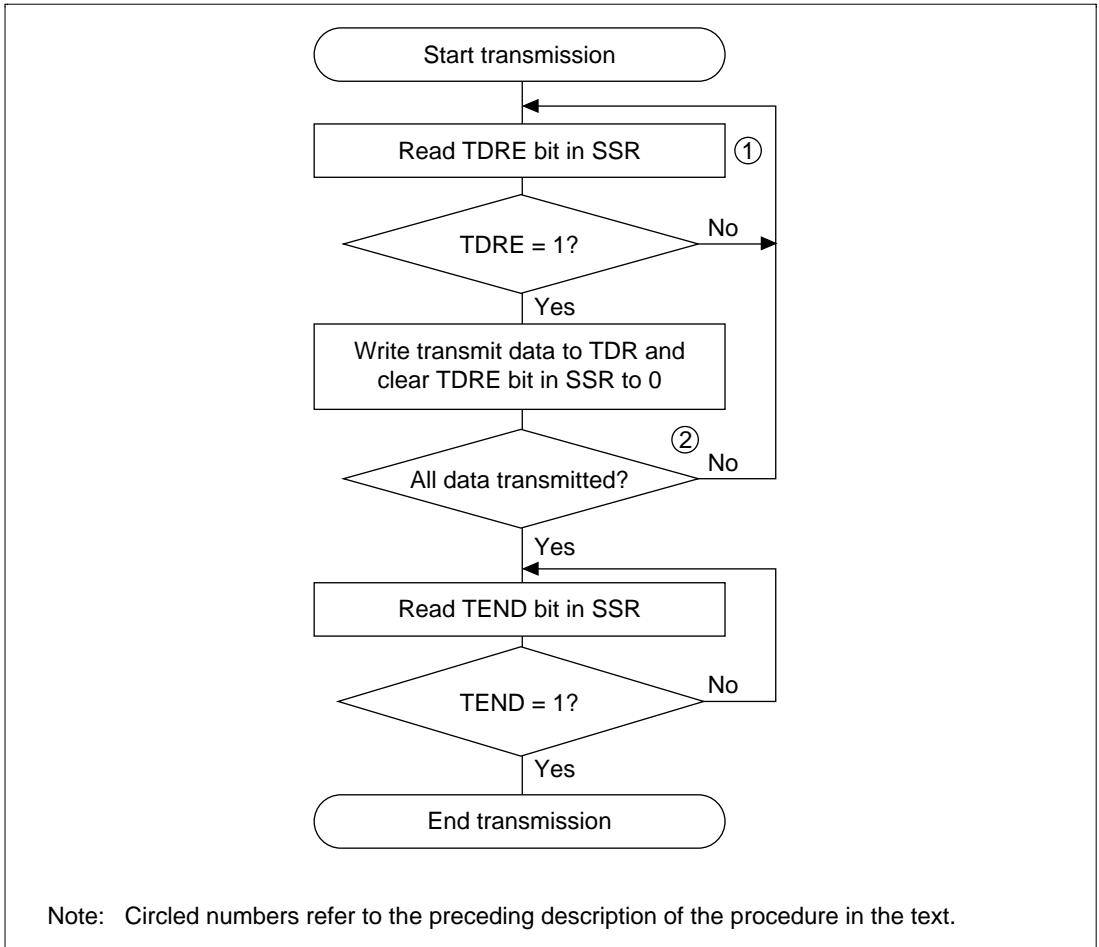 Start transmission
Read TDRE bit in SSR
①
TDRE = 1?
No
Yes
Write transmit data to TDR and
clear TDRE bit in SSR to 0
②
All data transmitted?
No
Yes
Read TEND bit in SSR
TEND = 1?
No
Yes
End transmission
Note: Circled numbers refer to the preceding description of the procedure in the text.